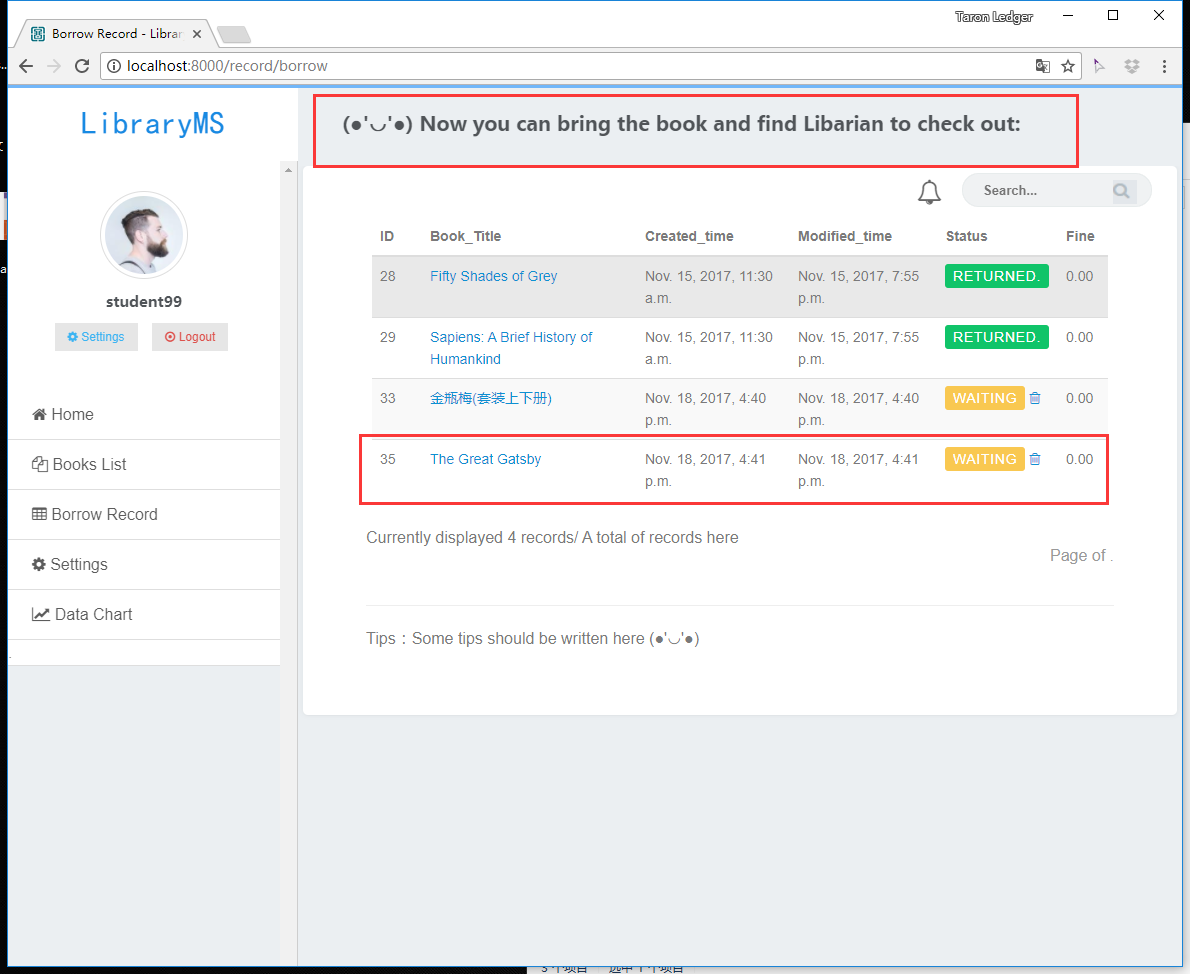 Taron Ledger
Borrow Record - Librar
localhost:8000/record/borrow
LibraryMS
(●'◡'●) Now you can bring the book and find Libarian to check out:
Search...
student99
Settings Logout
Home
Books List
Borrow Record
Settings
Data Chart
ID Book_Title Created_time Modified_time Status Fine
28 Fifty Shades of Grey Nov. 15, 2017, 11:30 Nov. 15, 2017, 7:55 RETURNED. 0.00
a.m. p.m.
29 Sapiens: A Brief History of Nov. 15, 2017, 11:30 Nov. 15, 2017, 7:55 RETURNED. 0.00
Humankind a.m. p.m.
33 金瓶梅(套装上下册) Nov. 18, 2017, 4:40 Nov. 18, 2017, 4:40 WAITING 0.00
p.m. p.m.
35 The Great Gatsby Nov. 18, 2017, 4:41 Nov. 18, 2017, 4:41 WAITING 0.00
p.m. p.m.
Currently displayed 4 records/ A total of records here
Page of .
Tips：Some tips should be written here (●'◡'●)